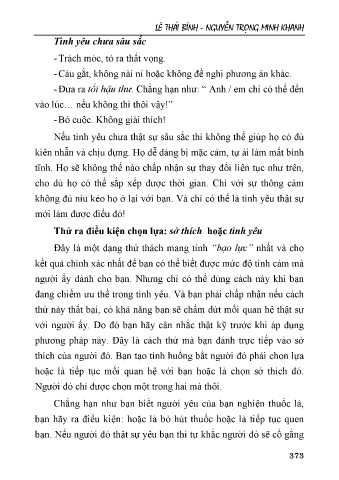 LÊ THÁI BÌNH - NGUYỄN TRỌNG MINH KHANH
Tình yêu chưa sâu sắc
- Trách móc, tỏ ra thất vọng.
- Cáu gắt, không nài nỉ hoặc không đề nghị phương án khác.
- Đưa ra tối hậu thư. Chẳng hạn như: “ Anh / em chỉ có thể đến
vào lúc… nếu không thì thôi vậy!”
- Bỏ cuộc. Không giải thích!
Nếu tình yêu chưa thật sự sâu sắc thì không thể giúp họ có đủ
kiên nhẫn và chịu đựng. Họ dễ dàng bị mặc cảm, tự ái làm mất bình
tĩnh. Họ sẽ không thể nào chấp nhận sự thay đổi liên tục như trên,
cho dù họ có thể sắp xếp được thời gian. Chỉ với sự thông cảm
không đủ níu kéo họ ở lại với bạn. Và chỉ có thể là tình yêu thật sự
mới làm được điều đó!
Thử ra điều kiện chọn lựa: sở thích hoặc tình yêu
Đây là một dạng thử thách mang tính “bạo lực” nhất và cho
kết quả chính xác nhất để bạn có thể biết được mức độ tình cảm mà
người ấy dành cho bạn. Nhưng chỉ có thể dùng cách này khi bạn
đang chiếm ưu thế trong tình yêu. Và bạn phải chấp nhận nếu cách
thử này thất bại, có khả năng bạn sẽ chấm dứt mối quan hệ thật sự
với người ấy. Do đó bạn hãy cân nhắc thật kỹ trước khi áp dụng
phương pháp này. Đây là cách thử mà bạn đánh trực tiếp vào sở
thích của người đó. Bạn tạo tình huống bắt người đó phải chọn lựa
hoặc là tiếp tục mối quan hệ với bạn hoặc là chọn sở thích đó.
Người đó chỉ được chọn một trong hai mà thôi.
Chẳng hạn như bạn biết người yêu của bạn nghiện thuốc lá,
bạn hãy ra điều kiện: hoặc là bỏ hút thuốc hoặc là tiếp tục quen
bạn. Nếu người đó thật sự yêu bạn thì tự khắc người đó sẽ cố gắng
373